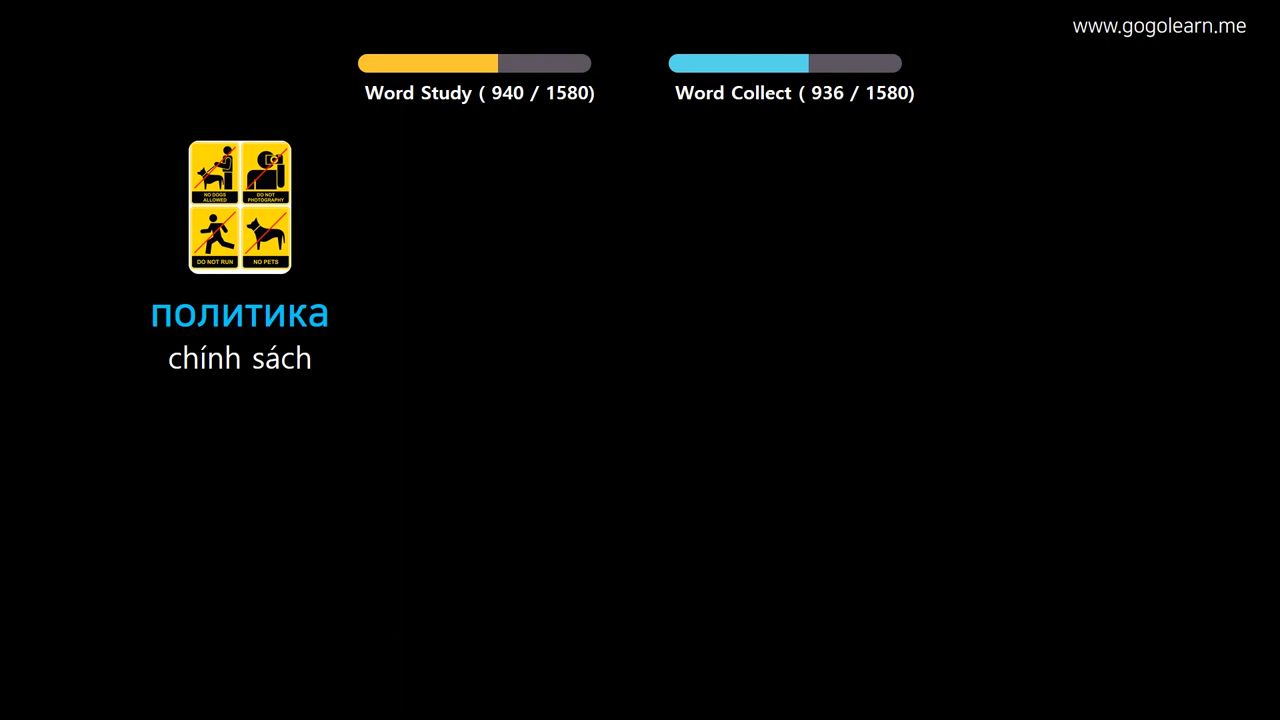 www.gogolearn.me
Word Study ( 940 / 1580)
Word Collect ( 936 / 1580)
NO DOGS
ALLOWED
DO NOT
PHOTOGRAPHY
DO NOT RUN
NO PETS
политика
chính sách